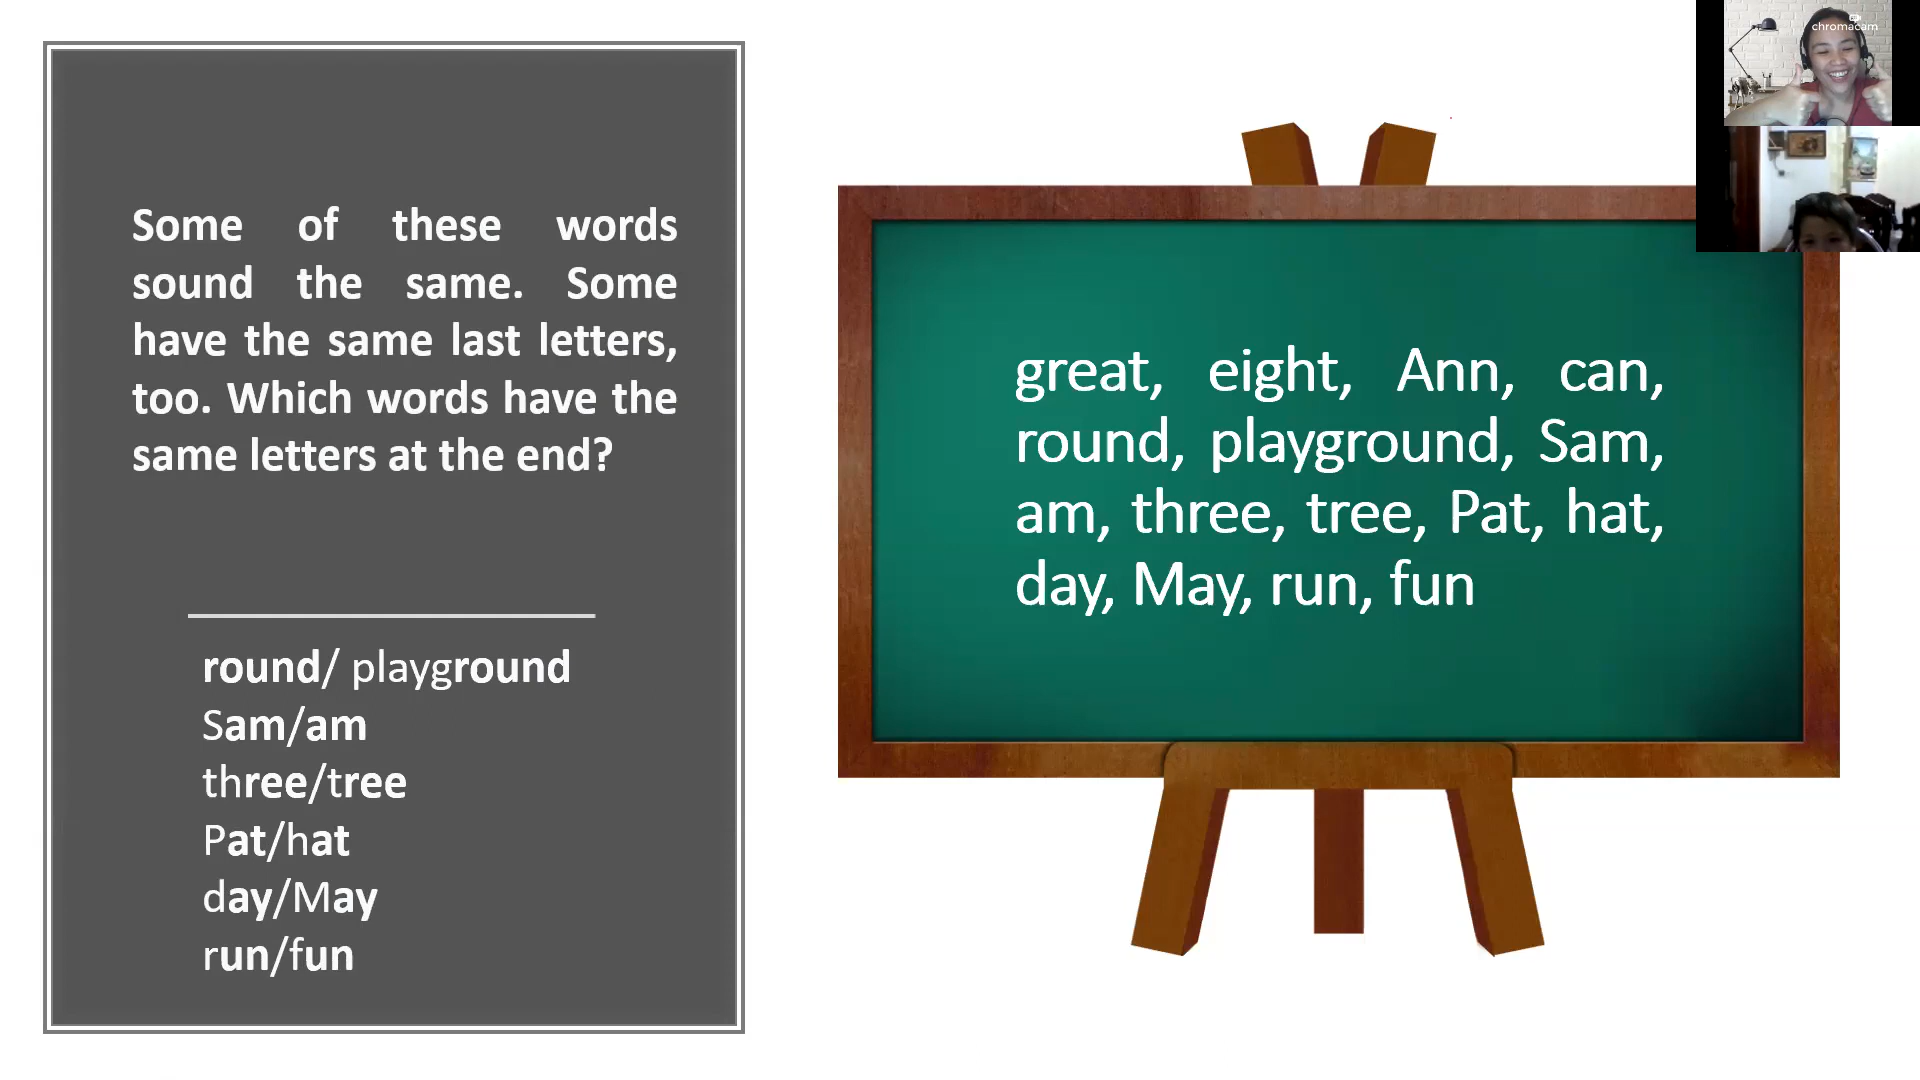 Some of these words
sound the same. Some
have the same last letters,
too. Which words have the
same letters at the end?
round/ playground
Sam/am
three/tree
Pat/hat
day/May
run/fun
great, eight, Ann, can,
round, playground, Sam,
am, three, tree, Pat, hat,
day, May, run, fun
chromacam